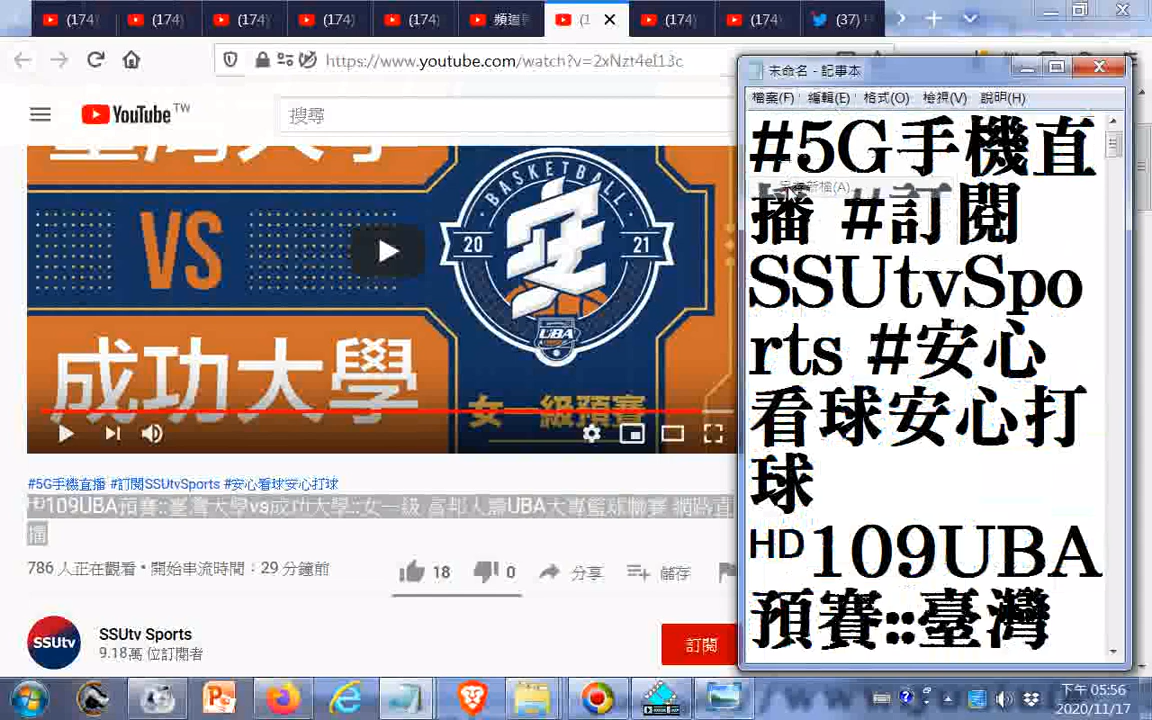 (174)
(174)
(174)
(174)
(174)
頻道
(1
(174)
(174)
(37)
https://www.youtube.com/watch?v=2xNzt4eI13c
YouTube TW
搜尋
臺灣大學
VS
成功大學
BASKETBALL
20
21
UBA
女一級預賽
#5G手機直播 #訂閱SSUtvSports #安心看球安心打球
HD109UBA預賽::臺灣大學vs成功大學::女一級 富邦人壽UBA大專籃球聯賽 網路直
播
786 人正在觀看 • 開始串流時間：29 分鐘前
18
0
分享
儲存
SSUtv
SSUtv Sports
9.18萬 位訂閱者
訂閱
未命名 - 記事本
檔案(F) 編輯(E) 格式(O) 檢視(V) 說明(H)
另存新檔(A)...
#5G手機直
播 #訂閱
SSUtvSpo
rts #安心
看球安心打
球
HD109UBA
預賽::臺灣
下午 05:56
2020/11/17